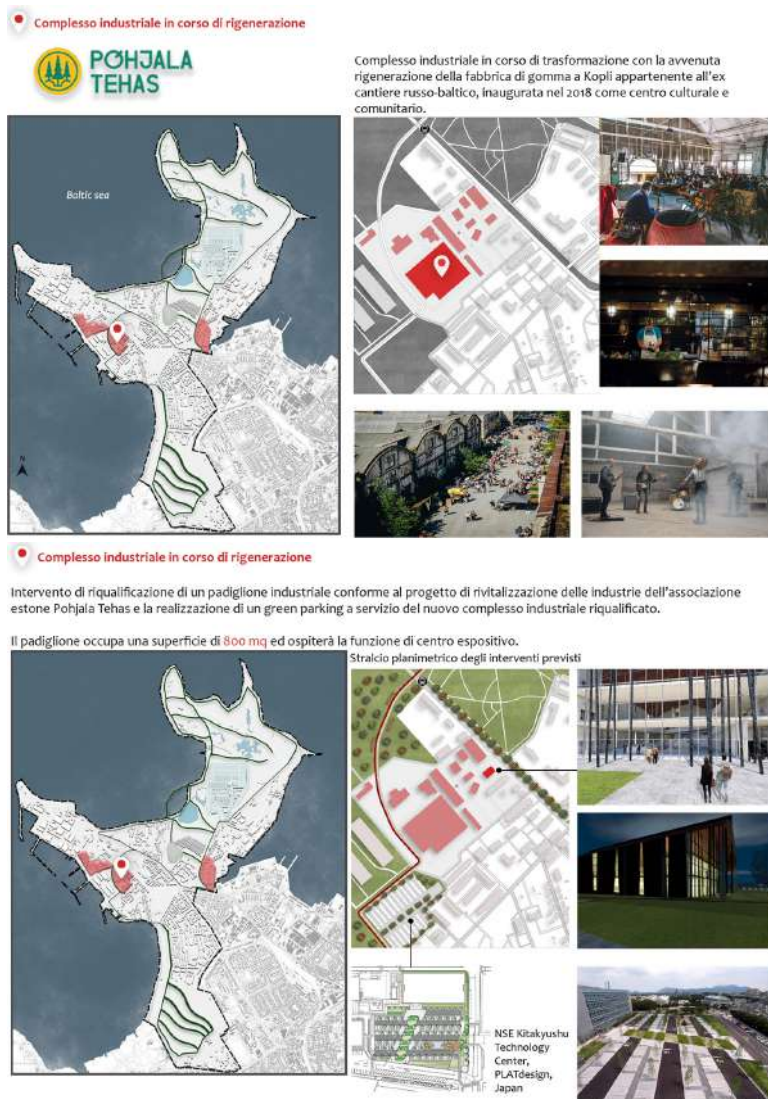 Complesso industriale in corso di rigenerazione
POHJALA
TEHAS
Complesso industriale in corso di trasformazione con la avvenuta
rigenerazione della fabbrica di gomma a Kopli appartenente all'ex
cantiere russo-baltico, inaugurata nel 2018 come centro culturale e
comunitario.
Baltic sea
N
Complesso industriale in corso di rigenerazione
Intervento di riqualificazione di un padiglione industriale conforme al progetto di rivitalizzazione delle industrie dell'associazione
estone Pohjala Tehas e la realizzazione di un green parking a servizio del nuovo complesso industriale riqualificato.
Il padiglione occupa una superficie di 800 mq ed ospiterà la funzione di centro espositivo.
Stralcio planimetrico degli interventi previsti
NSE Kitakyushu
Technology
Center,
PLATdesign,
Japan